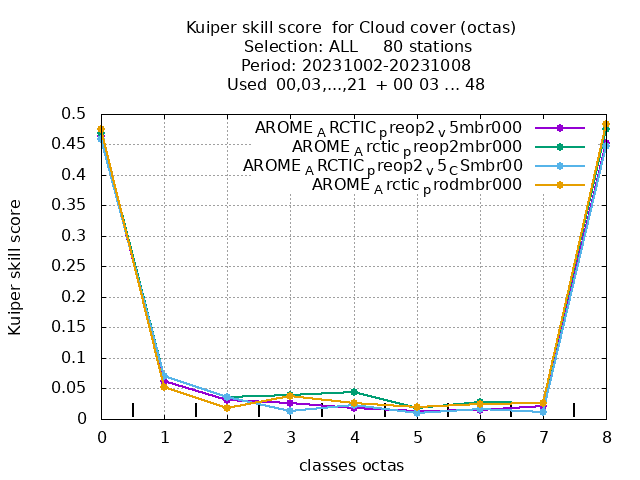 Kuiper skill score  for Cloud cover (octas)
Selection: ALL     80 stations
Period: 20231002-20231008
Used  00,03,...,21  + 00 03 ... 48
AROME_ARCTIC_preop2_v5mbr000
AROME_Arctic_preop2mbr000
AROME_ARCTIC_preop2_v5_CSmbr00
AROME_Arctic_prodmbr000
0.5
0.45
0.4
0.35
0.3
0.25
0.2
0.15
0.1
0.05
0
Kuiper skill score
0 1 2 3 4 5 6 7 8
classes octas